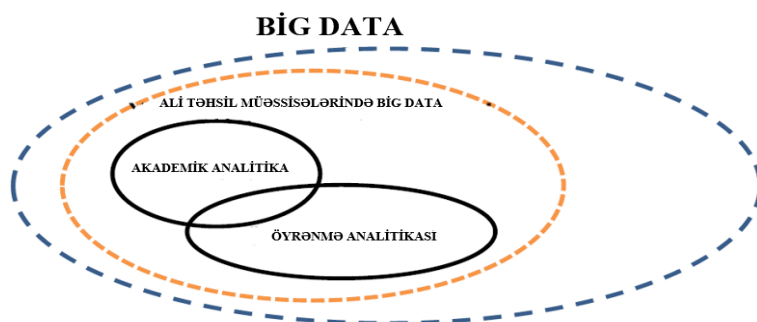 BİG DATA
ALİ TƏHSİL MÜƏSSİSƏLƏRİNDƏ BİG DATA
AKADEMİK ANALİTİKA
ÖYRƏNMƏ ANALİTİKASI